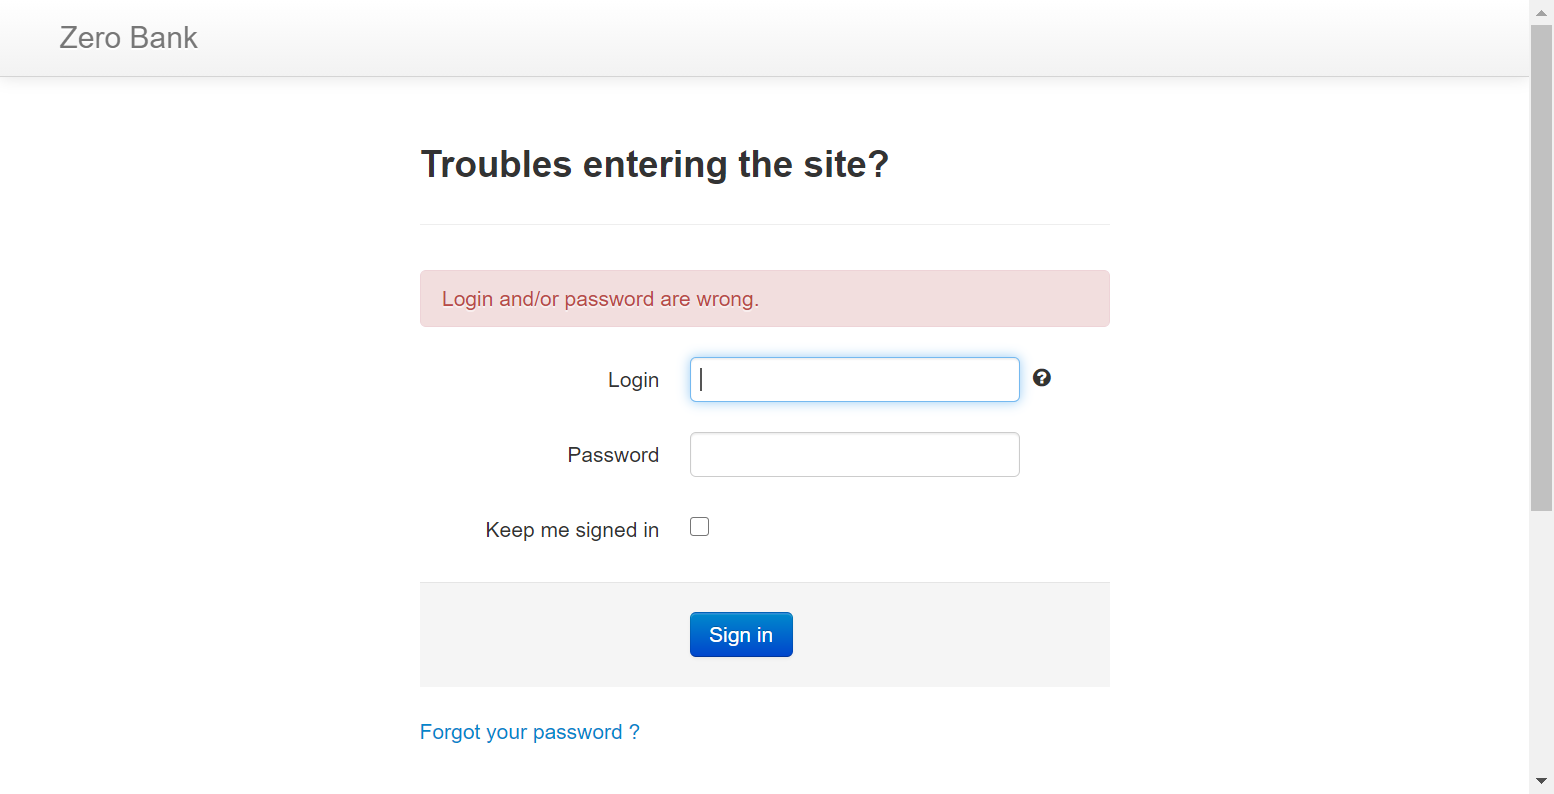 Zero Bank
Troubles entering the site?
Login and/or password are wrong.
Login
Password
Keep me signed in
Sign in
Forgot your password ?